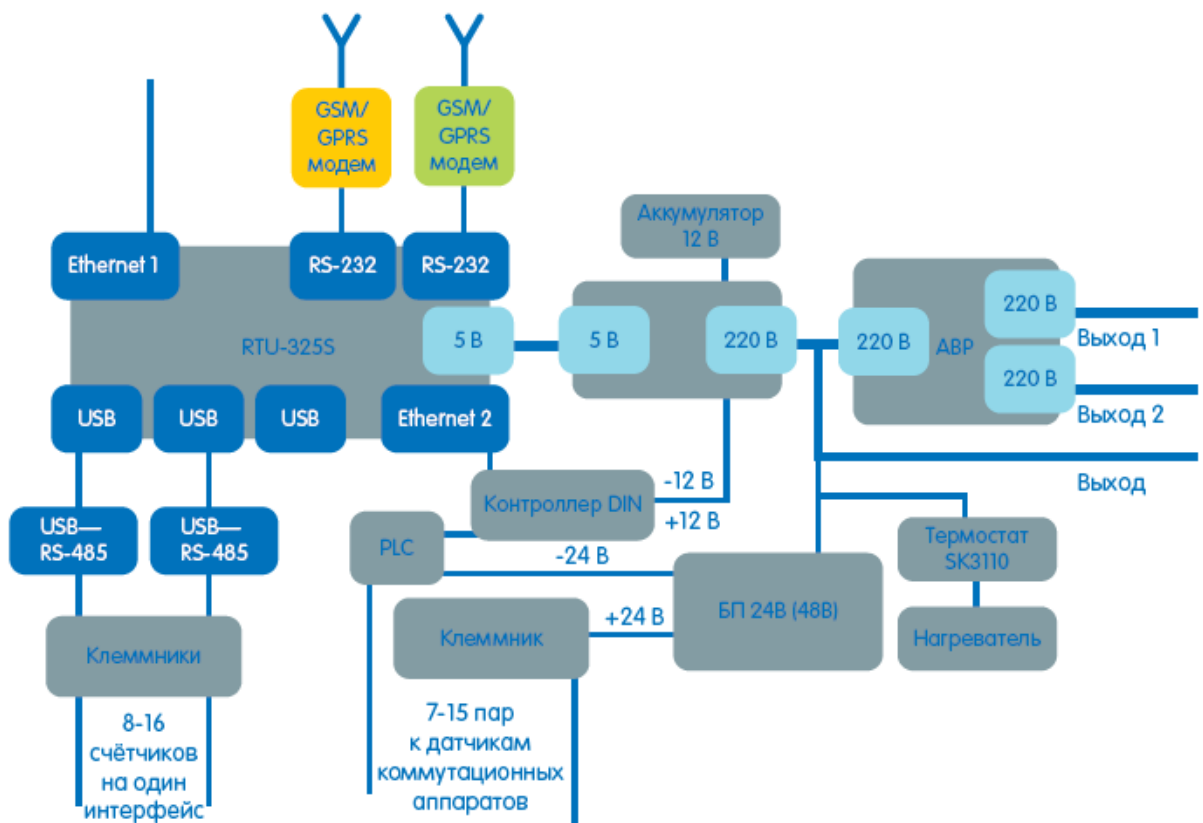 GSM/
GPRS
модем
GSM/
GPRS
модем
Аккумулятор
12 В
Ethernet 1
RS-232
RS-232
RTU-325S
5 В
5 В
220 В
220 В
АВР
220 В
220 В
Выход 1
Выход 2
Выход
USB
USB
USB
Ethernet 2
-12 В
+12 В
Контроллер DIN
USB—
RS-485
USB—
RS-485
PLC
-24 В
Термостат
SK3110
БП 24В (48В)
+24 В
Клеммник
Нагреватель
Клеммники
8-16
счётчиков
на один
интерфейс
7-15 пар
к датчикам
коммутационных
аппаратов